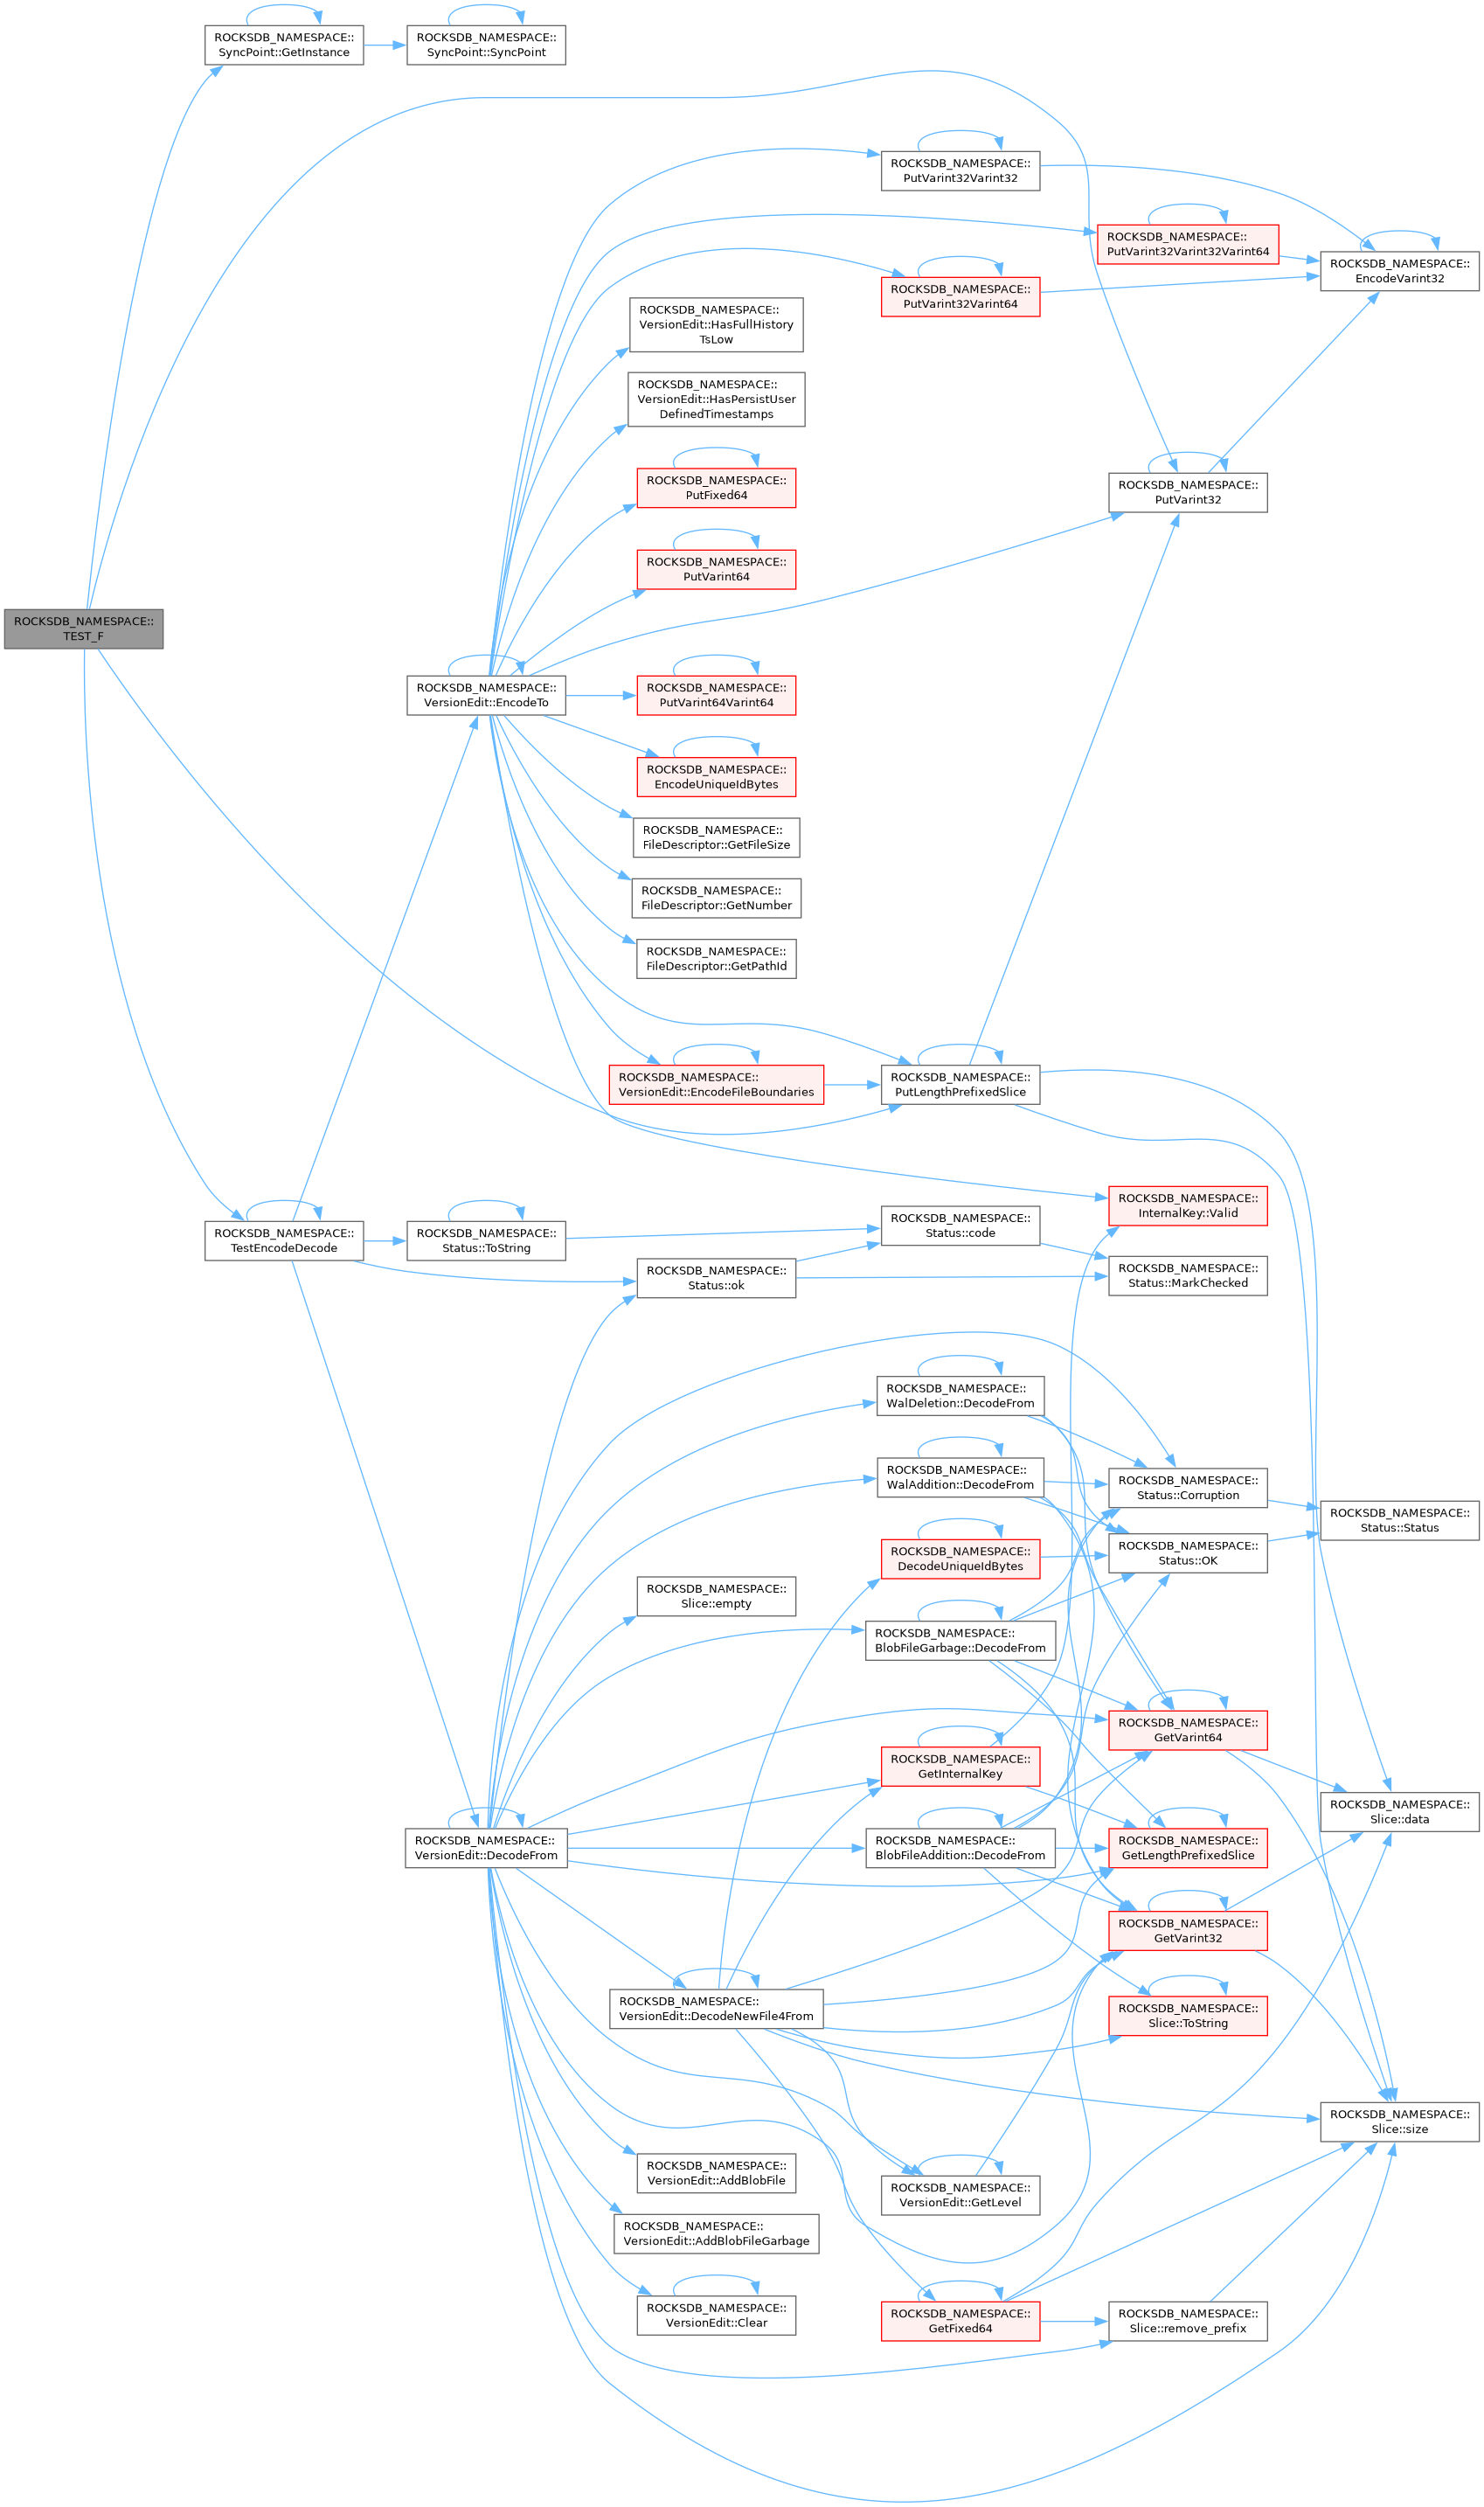 ROCKSDB_NAMESPACE::
SyncPoint::GetInstance
ROCKSDB_NAMESPACE::
SyncPoint::SyncPoint
ROCKSDB_NAMESPACE::
PutVarint32Varint32
ROCKSDB_NAMESPACE::
PutVarint32Varint32Varint64
ROCKSDB_NAMESPACE::
EncodeVarint32
ROCKSDB_NAMESPACE::
PutVarint32Varint64
ROCKSDB_NAMESPACE::
VersionEdit::HasFullHistory
TsLow
ROCKSDB_NAMESPACE::
VersionEdit::HasPersistUser
DefinedTimestamps
ROCKSDB_NAMESPACE::
PutFixed64
ROCKSDB_NAMESPACE::
PutVarint32
ROCKSDB_NAMESPACE::
PutVarint64
ROCKSDB_NAMESPACE::
TEST_F
ROCKSDB_NAMESPACE::
VersionEdit::EncodeTo
ROCKSDB_NAMESPACE::
PutVarint64Varint64
ROCKSDB_NAMESPACE::
EncodeUniqueIdBytes
ROCKSDB_NAMESPACE::
FileDescriptor::GetFileSize
ROCKSDB_NAMESPACE::
FileDescriptor::GetNumber
ROCKSDB_NAMESPACE::
FileDescriptor::GetPathId
ROCKSDB_NAMESPACE::
VersionEdit::EncodeFileBoundaries
ROCKSDB_NAMESPACE::
PutLengthPrefixedSlice
ROCKSDB_NAMESPACE::
InternalKey::Valid
ROCKSDB_NAMESPACE::
TestEncodeDecode
ROCKSDB_NAMESPACE::
Status::ToString
ROCKSDB_NAMESPACE::
Status::code
ROCKSDB_NAMESPACE::
Status::ok
ROCKSDB_NAMESPACE::
Status::MarkChecked
ROCKSDB_NAMESPACE::
WalDeletion::DecodeFrom
ROCKSDB_NAMESPACE::
WalAddition::DecodeFrom
ROCKSDB_NAMESPACE::
Status::Corruption
ROCKSDB_NAMESPACE::
Status::Status
ROCKSDB_NAMESPACE::
DecodeUniqueIdBytes
ROCKSDB_NAMESPACE::
Status::OK
ROCKSDB_NAMESPACE::
Slice::empty
ROCKSDB_NAMESPACE::
BlobFileGarbage::DecodeFrom
ROCKSDB_NAMESPACE::
GetVarint64
ROCKSDB_NAMESPACE::
GetInternalKey
ROCKSDB_NAMESPACE::
Slice::data
ROCKSDB_NAMESPACE::
VersionEdit::DecodeFrom
ROCKSDB_NAMESPACE::
BlobFileAddition::DecodeFrom
ROCKSDB_NAMESPACE::
GetLengthPrefixedSlice
ROCKSDB_NAMESPACE::
GetVarint32
ROCKSDB_NAMESPACE::
VersionEdit::DecodeNewFile4From
ROCKSDB_NAMESPACE::
Slice::ToString
ROCKSDB_NAMESPACE::
Slice::size
ROCKSDB_NAMESPACE::
VersionEdit::AddBlobFile
ROCKSDB_NAMESPACE::
VersionEdit::GetLevel
ROCKSDB_NAMESPACE::
VersionEdit::AddBlobFileGarbage
ROCKSDB_NAMESPACE::
VersionEdit::Clear
ROCKSDB_NAMESPACE::
GetFixed64
ROCKSDB_NAMESPACE::
Slice::remove_prefix